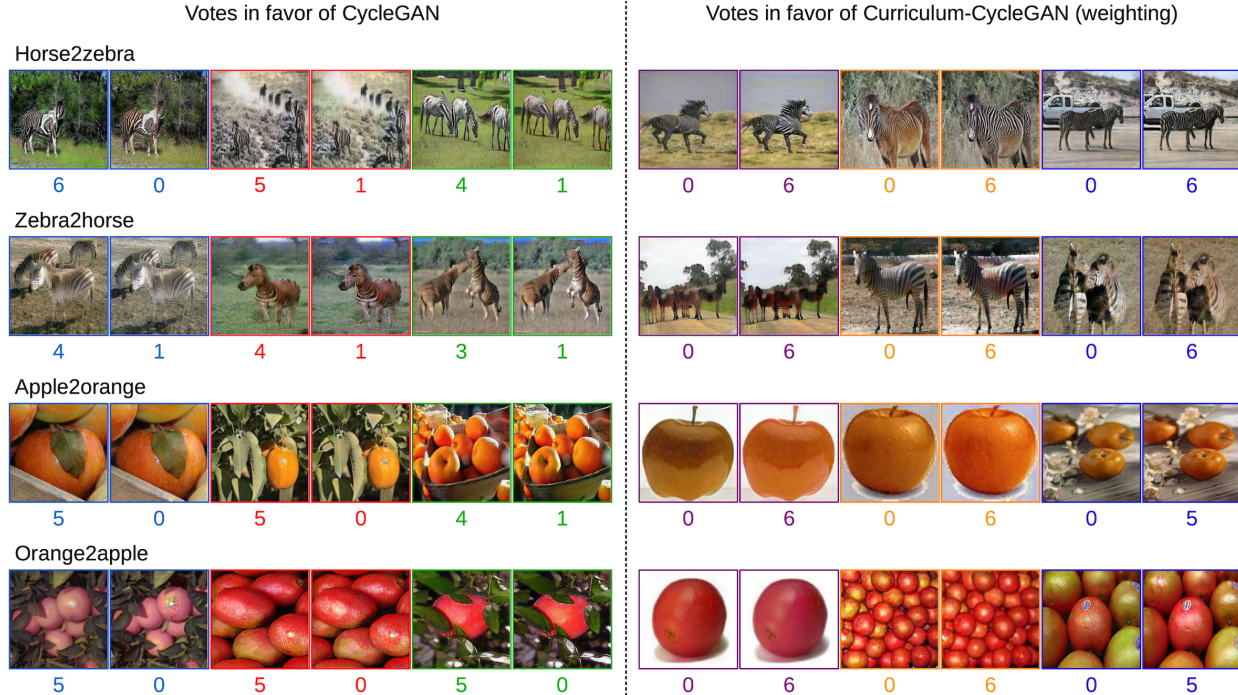 Votes in favor of CycleGAN
Votes in favor of Curriculum-CycleGAN (weighting)
Horse2zebra
6 0 5 1 4 1 0 6 0 6 0 6
Zebra2horse
4 1 4 1 3 1 0 6 0 6 0 6
Apple2orange
5 0 5 0 4 1 0 6 0 6 0 5
Orange2apple
5 0 5 0 5 0 0 6 0 6 0 5